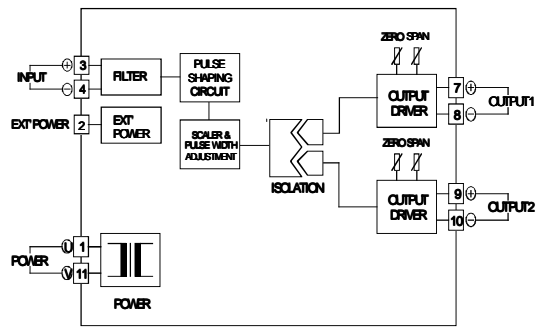 ZERO SPAN
INPUT
+
3
-
4
FILTER
PULSE
SHAPING
CIRCUIT
OUTPUT
DRIVER
7
+
8
-
OUTPUT1
EXT' POWER
2
EXT'
POWER
SCALER &
PULSE WIDTH
ADJUSTMENT
ISOLATION
ZERO SPAN
OUTPUT
DRIVER
9
+
10
-
OUTPUT2
POWER
U
1
V
11
POWER